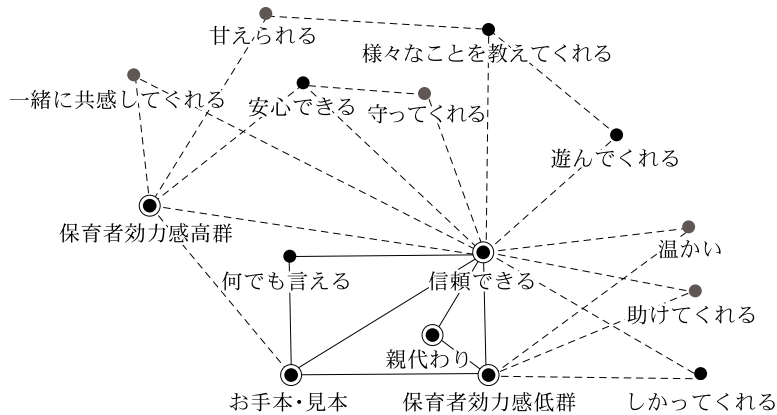 甘えられる
様々なことを教えてくれる
一緒に共感してくれる
安心できる
守ってくれる
遊んでくれる
保育者効力感高群
温かい
何でも言える
信頼できる
助けてくれる
親代わり
お手本・見本
保育者効力感低群
しかってくれる